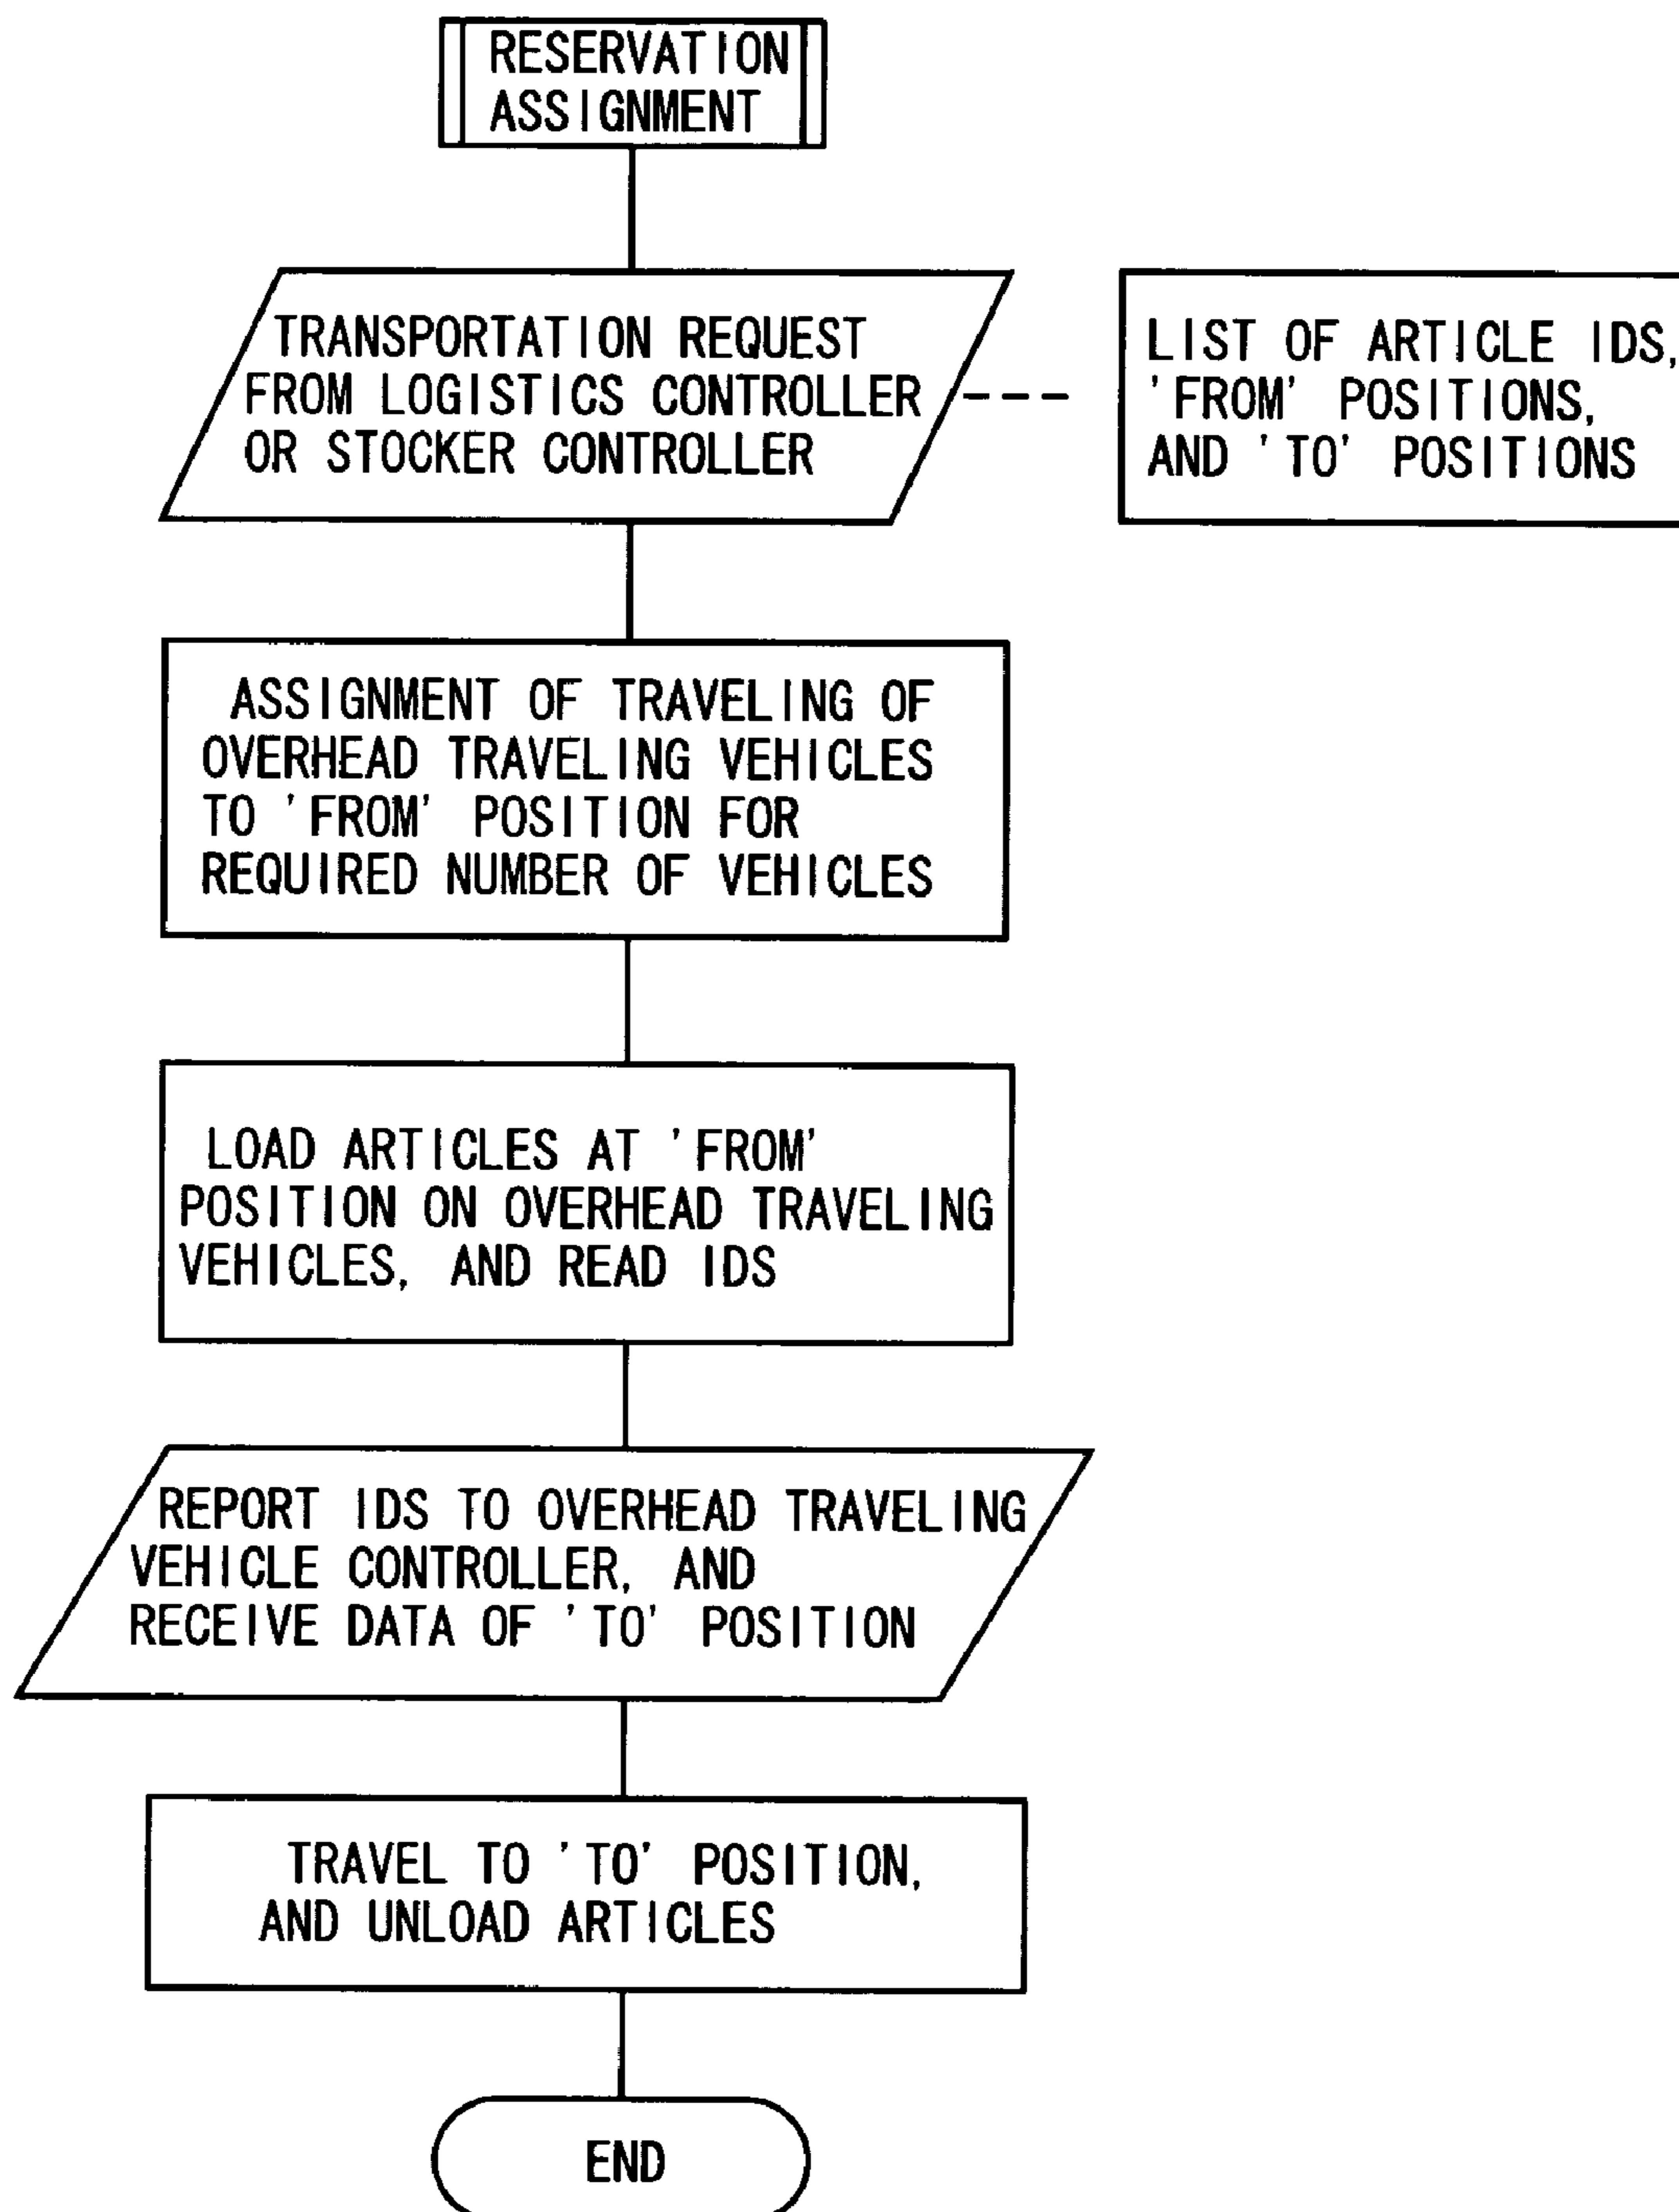 RESERVATION
ASSIGNMENT
TRANSPORTATION REQUEST
FROM LOGISTICS CONTROLLER
OR STOCKER CONTROLLER
LIST OF ARTICLE IDS,
'FROM' POSITIONS,
AND 'TO' POSITIONS
ASSIGNMENT OF TRAVELING OF
OVERHEAD TRAVELING VEHICLES
TO 'FROM' POSITION FOR
REQUIRED NUMBER OF VEHICLES
LOAD ARTICLES AT 'FROM'
POSITION ON OVERHEAD TRAVELING
VEHICLES, AND READ IDS
REPORT IDS TO OVERHEAD TRAVELING
VEHICLE CONTROLLER, AND
RECEIVE DATA OF 'TO' POSITION
TRAVEL TO 'TO' POSITION,
AND UNLOAD ARTICLES
END